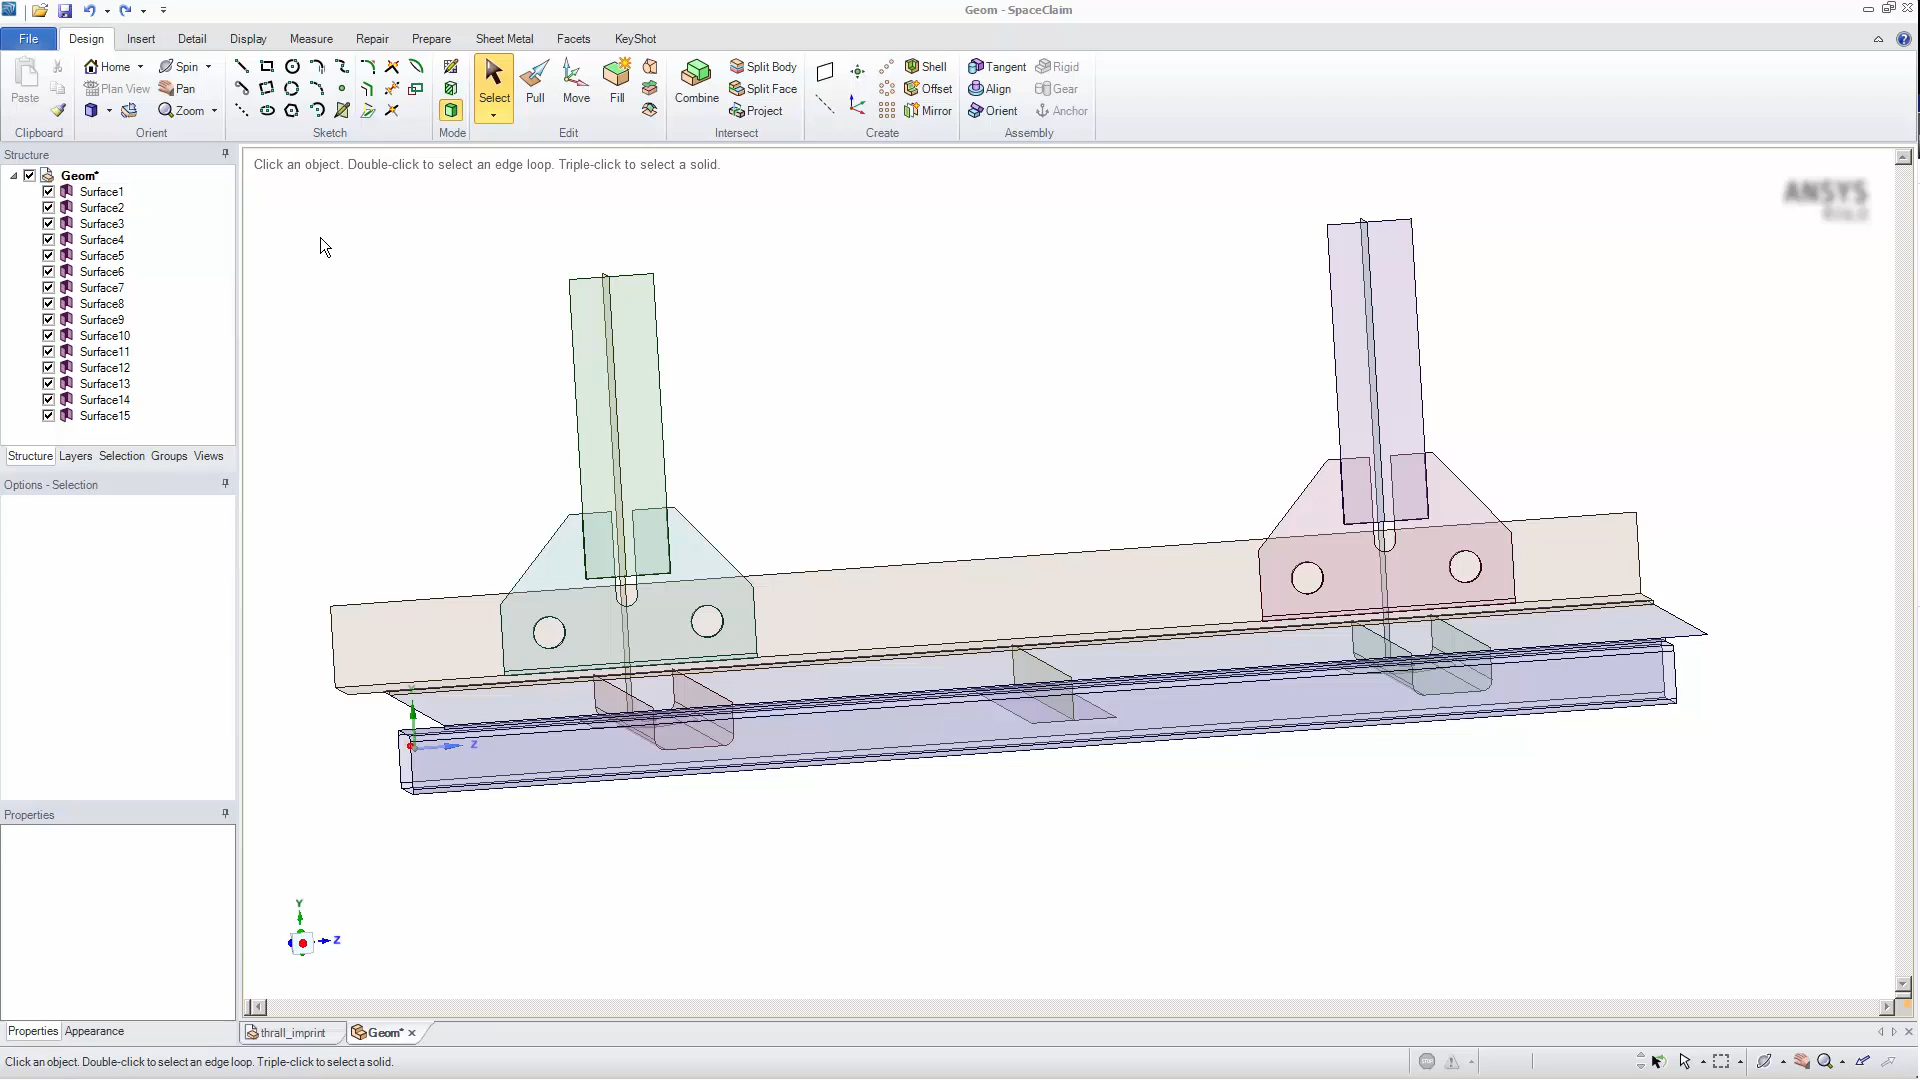 Geom - SpaceClaim
File Design Insert Detail Display Measure Repair Prepare Sheet Metal Facets KeyShot
Home Spin Split Body Shell Tangent Rigid
Plan View Pan Split Face Offset Align Gear
Paste Select Pull Move Fill Combine
Zoom Project Mirror Orient Anchor
Clipboard Orient Sketch Mode Edit Intersect Create Assembly
Structure
Click an object. Double-click to select an edge loop. Triple-click to select a solid.
Geom*
Surface1
Surface2
Surface3
Surface4
Surface5
Surface6
Surface7
Surface8
Surface9
Surface10
Surface11
Surface12
Surface13
Surface14
Surface15
ANSYS
Structure Layers Selection Groups Views
Options - Selection
Z
Properties
Y
Z
Properties Appearance
thrall_imprint Geom*
Click an object. Double-click to select an edge loop. Triple-click to select a solid.